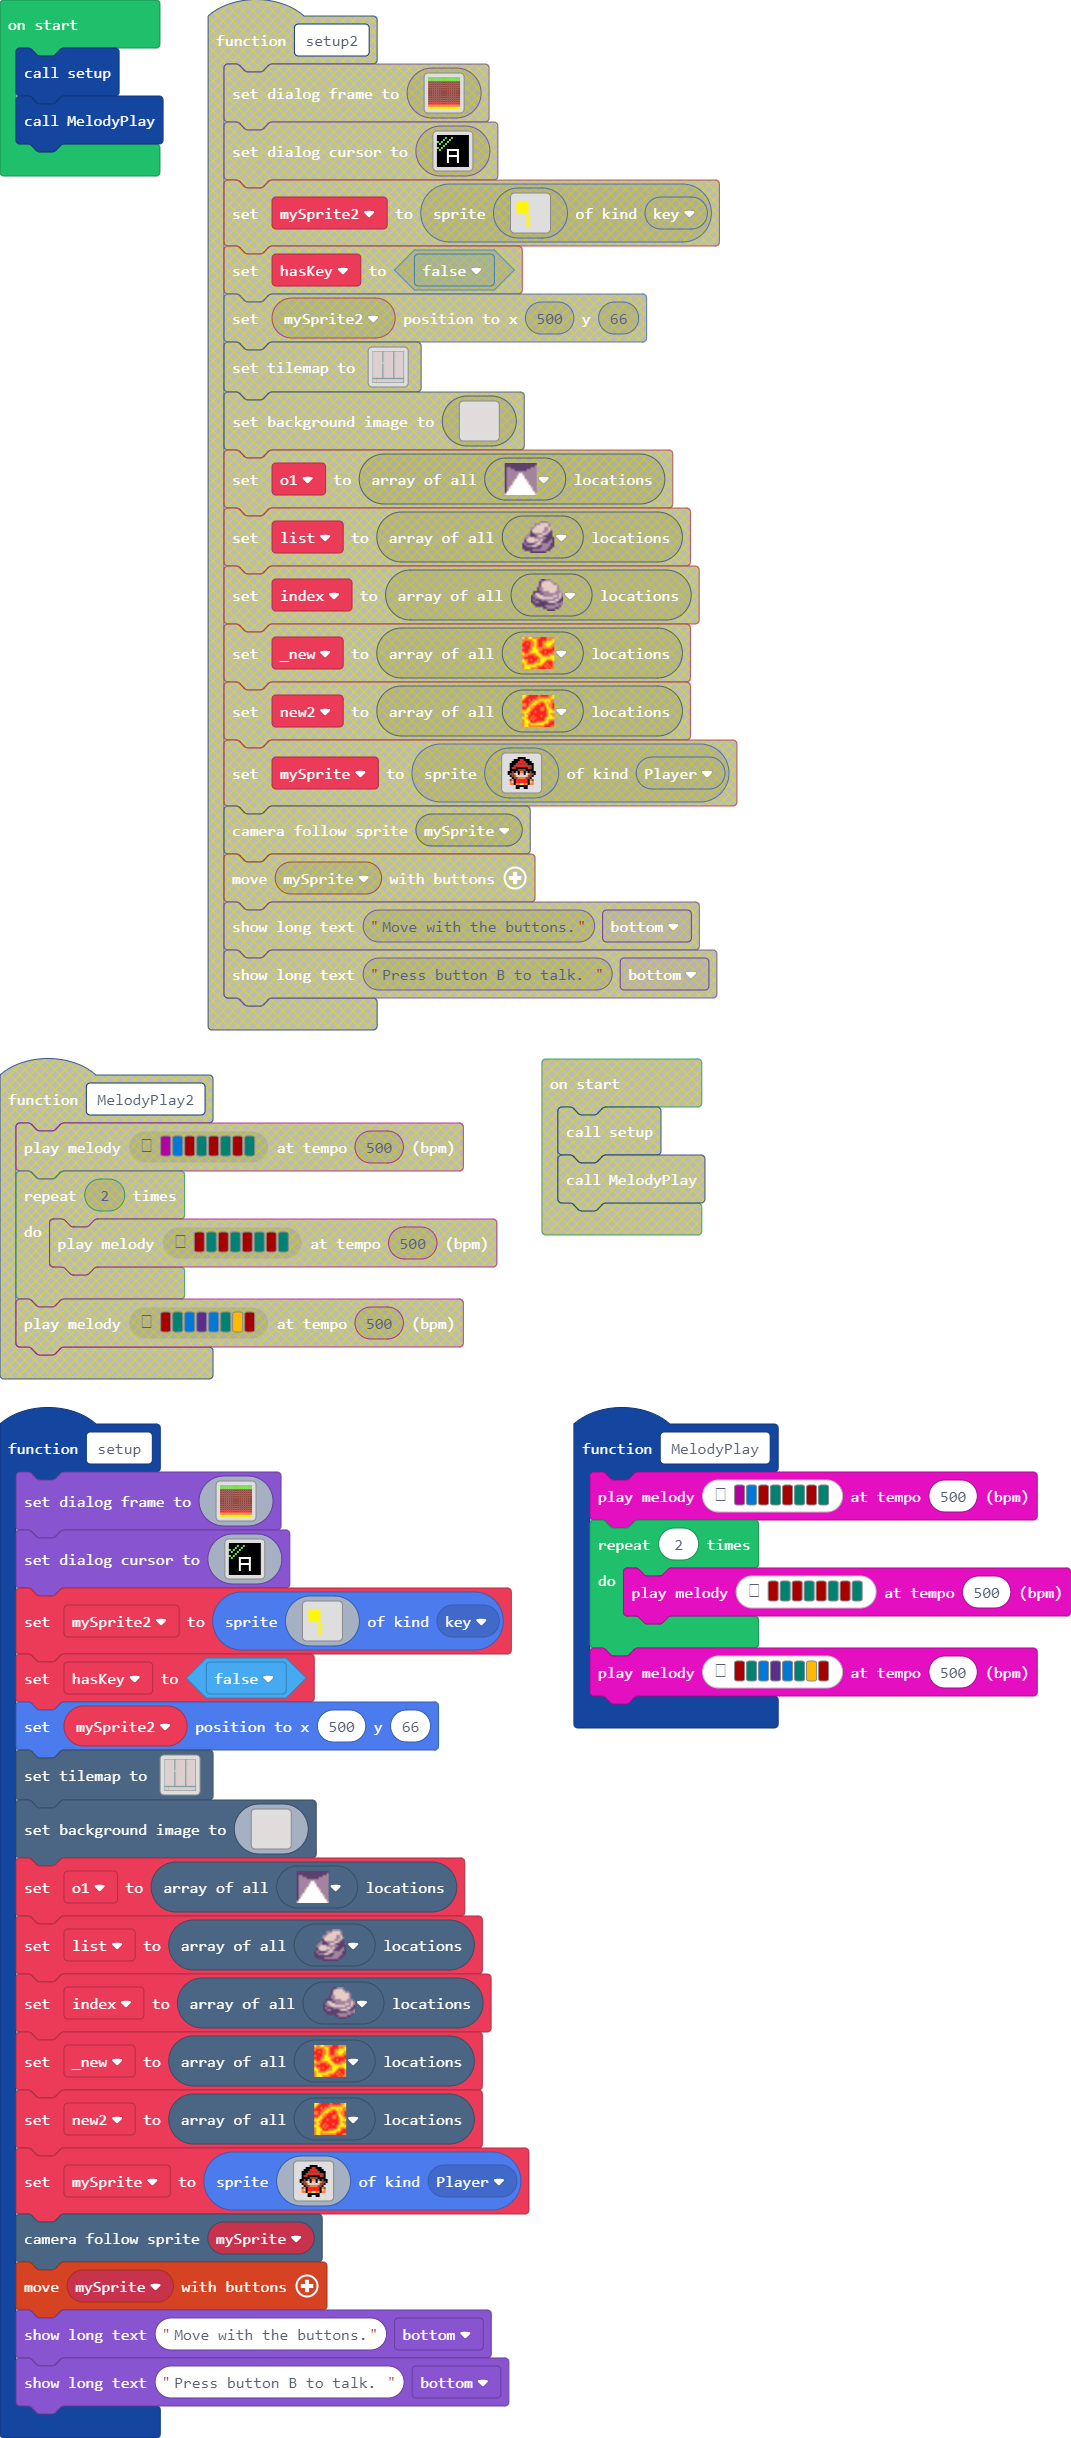 on start
call setup
call MelodyPlay
function setup2
set dialog frame to
set dialog cursor to
A
set mySprite2 to sprite of kind key
set hasKey to false
set mySprite2 position to x 500 y 66
set tilemap to
set background image to
set o1 to array of all locations
set list to array of all locations
set index to array of all locations
set _new to array of all locations
set new2 to array of all locations
set mySprite to sprite of kind Player
camera follow sprite mySprite
move mySprite with buttons
show long text "Move with the buttons." bottom
show long text "Press button B to talk. " bottom
function MelodyPlay2
play melody at tempo 500 (bpm)
repeat 2 times
do play melody at tempo 500 (bpm)
play melody at tempo 500 (bpm)
on start
call setup
call MelodyPlay
function setup
set dialog frame to
set dialog cursor to
A
set mySprite2 to sprite of kind key
set hasKey to false
set mySprite2 position to x 500 y 66
set tilemap to
set background image to
set o1 to array of all locations
set list to array of all locations
set index to array of all locations
set _new to array of all locations
set new2 to array of all locations
set mySprite to sprite of kind Player
camera follow sprite mySprite
move mySprite with buttons
show long text "Move with the buttons." bottom
show long text "Press button B to talk. " bottom
function MelodyPlay
play melody at tempo 500 (bpm)
repeat 2 times
do play melody at tempo 500 (bpm)
play melody at tempo 500 (bpm)